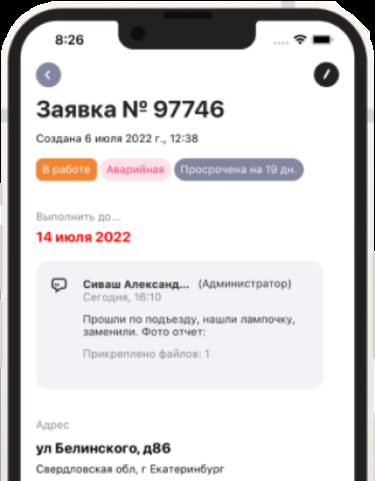 8:26
Заявка № 97746
Создана 6 июля 2022 г., 12:38
В работе Аварийная Просрочена на 19 дн.
Выполнить до...
14 июля 2022
Сиваш Александ... (Администратор)
Сегодня, 16:10
Прошли по подъезду, нашли лампочку,
заменили. Фото отчет:
Прикреплено файлов: 1
Адрес
ул Белинского, д86
Свердловская обл, г Екатеринбург